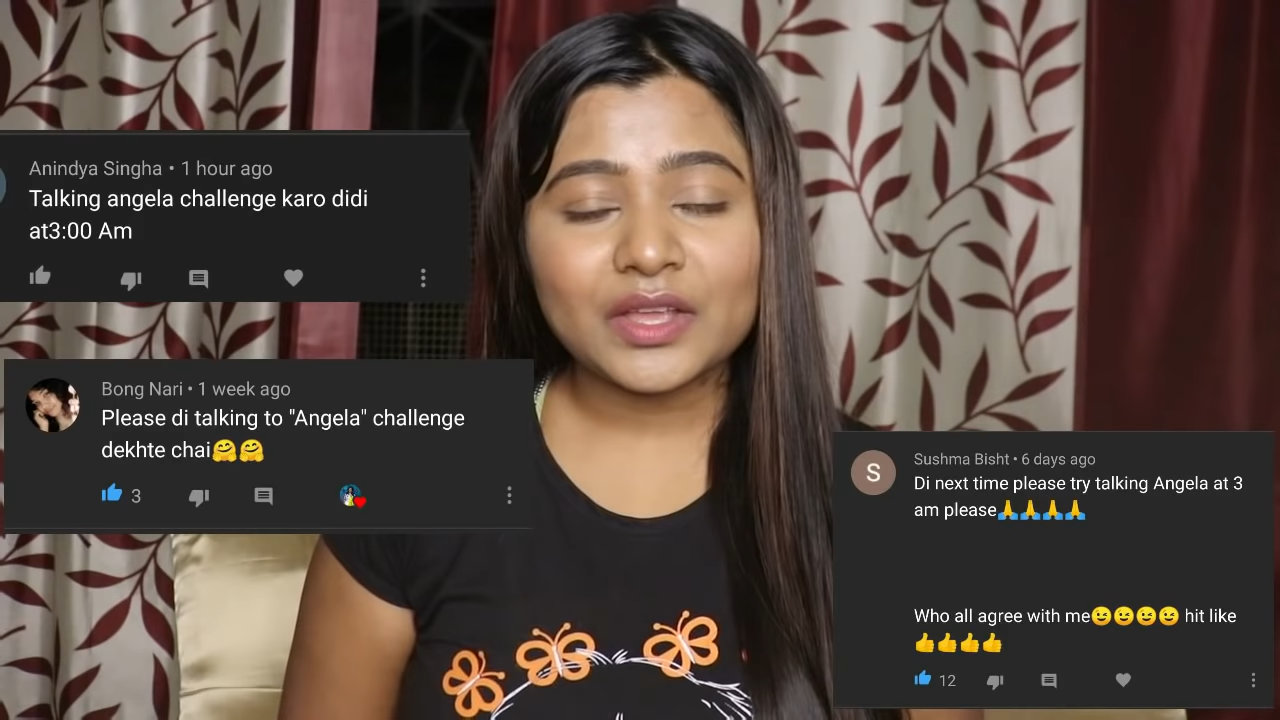 Anindya Singha • 1 hour ago
Talking angela challenge karo didi
at3:00 Am
Bong Nari • 1 week ago
Please di talking to "Angela" challenge
dekhte chai🤗🤗
3
S
Sushma Bisht • 6 days ago
Di next time please try talking Angela at 3
am please🙏🙏🙏🙏
Who all agree with me😉😉😉😉 hit like
👍👍👍👍
12